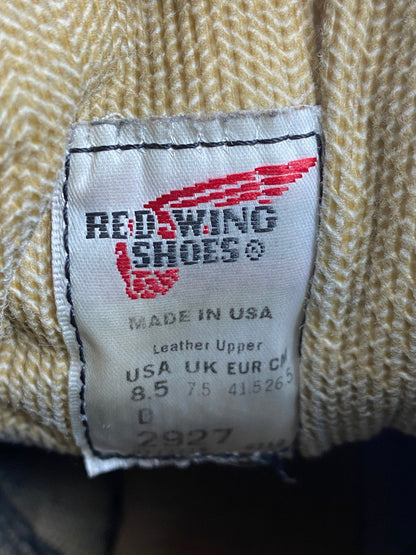 RED WING
SHOES ®
MADE IN USA
Leather Upper
USA UK EUR CM
8.5 7.5 41.5 26.5
D
2927